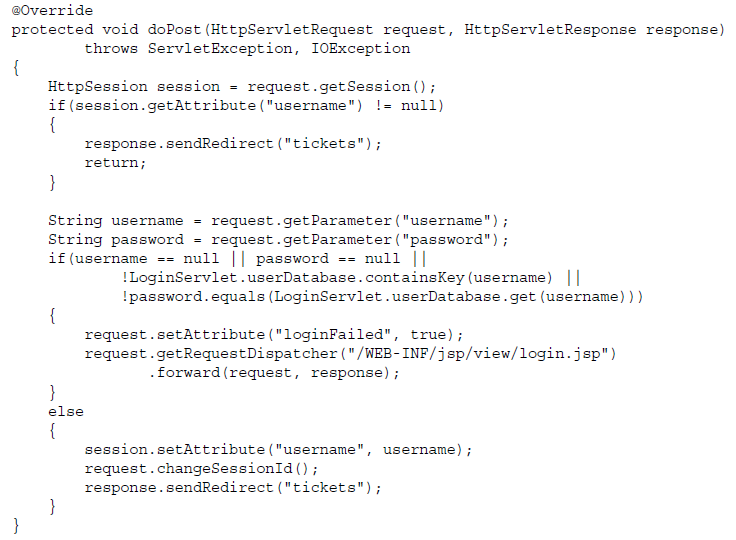 @Override
protected void doPost(HttpServletRequest request, HttpServletResponse response)
        throws ServletException, IOException
{
    HttpSession session = request.getSession();
    if(session.getAttribute("username") != null)
    {
        response.sendRedirect("tickets");
        return;
    }

    String username = request.getParameter("username");
    String password = request.getParameter("password");
    if(username == null || password == null ||
            !LoginServlet.userDatabase.containsKey(username) ||
            !password.equals(LoginServlet.userDatabase.get(username)))
    {
        request.setAttribute("loginFailed", true);
        request.getRequestDispatcher("/WEB-INF/jsp/view/login.jsp")
               .forward(request, response);
    }
    else
    {
        session.setAttribute("username", username);
        request.changeSessionId();
        response.sendRedirect("tickets");
    }
}